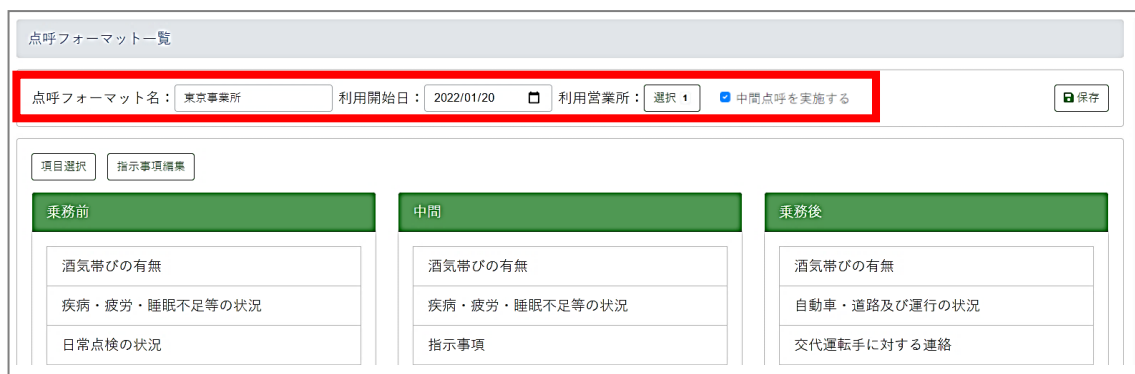 点呼フォーマット一覧
点呼フォーマット名： 東京事業所 利用開始日： 2022/01/20 利用営業所： 選択 1 中間点呼を実施する 保存
項目選択 指示事項編集
乗務前 中間 乗務後
酒気帯びの有無 酒気帯びの有無 酒気帯びの有無
疾病・疲労・睡眠不足等の状況 疾病・疲労・睡眠不足等の状況 自動車・道路及び運行の状況
日常点検の状況 指示事項 交代運転手に対する連絡